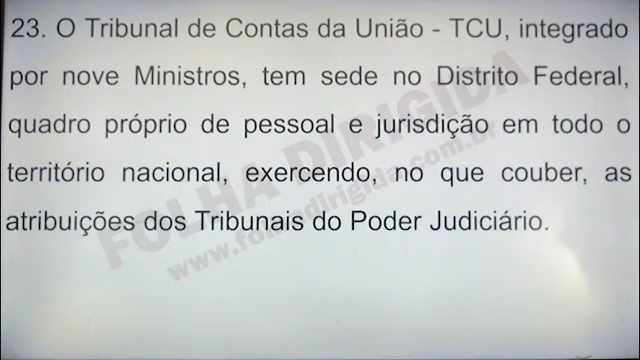 23. O Tribunal de Contas da União - TCU, integrado
por nove Ministros, tem sede no Distrito Federal,
quadro próprio de pessoal e jurisdição em todo o
território nacional, exercendo, no que couber, as
atribuições dos Tribunais do Poder Judiciário.
FOLHA DIRIGIDA
www.folhadirigida.com.br